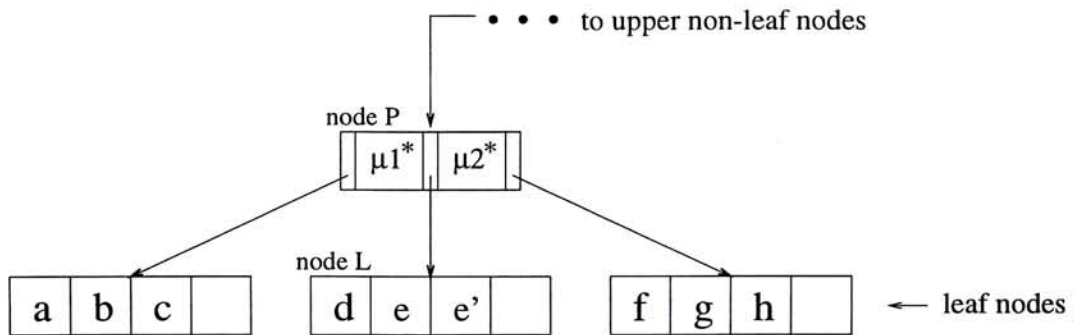 • • • to upper non-leaf nodes
node P
μ1* μ2*
node L
a b c d e e' f g h
leaf nodes